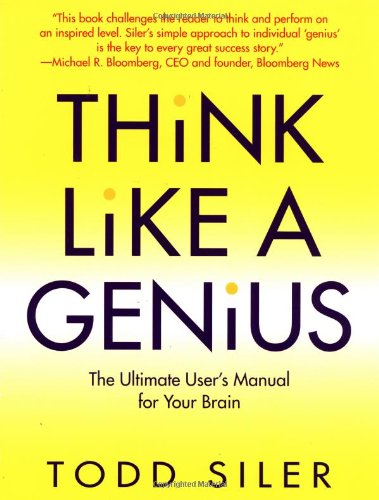 "This book challenges the reader to think and perform on
an inspired level. Siler's simple approach to individual 'genius'
is the key to every great success story."
—Michael R. Bloomberg, CEO and founder, Bloomberg News
THiNK
LiKE A
GENiUS
The Ultimate User's Manual
for Your Brain
TODD SILER